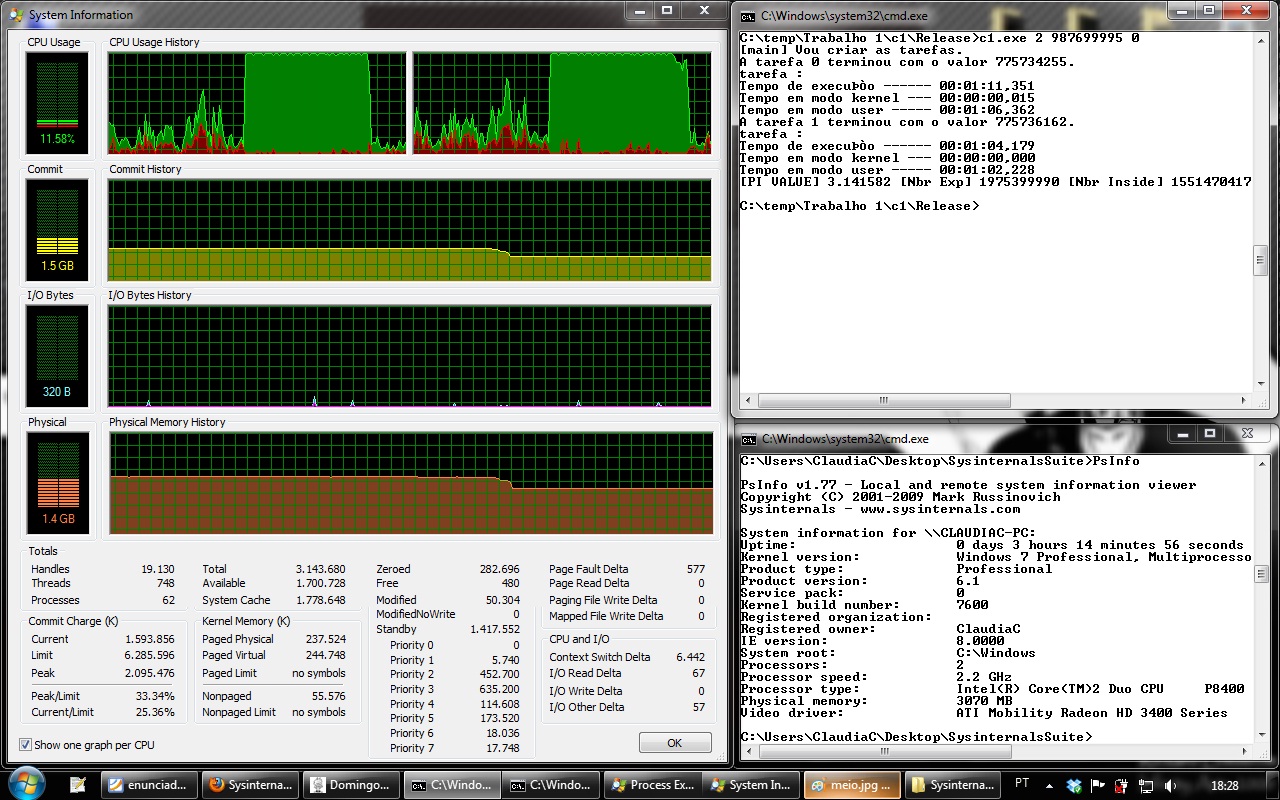 System Information
CPU Usage
CPU Usage History
11.58%
Commit
Commit History
1.5 GB
I/O Bytes
I/O Bytes History
320 B
Physical
Physical Memory History
1.4 GB
Totals
Handles 19.130
Threads 748
Processes 62
Commit Charge (K)
Current 1.593.856
Limit 6.285.596
Peak 2.095.476
Peak/Limit 33.34%
Current/Limit 25.36%
Physical Memory (K)
Total 3.143.680
Available 1.700.728
System Cache 1.778.648
Kernel Memory (K)
Paged Physical 237.524
Paged Virtual 244.748
Paged Limit no symbols
Nonpaged 55.576
Nonpaged Limit no symbols
Zeroed 282.696
Free 480
Modified 50.304
ModifiedNoWrite 0
Standby 1.417.552
Priority 0 0
Priority 1 5.740
Priority 2 452.700
Priority 3 635.200
Priority 4 114.608
Priority 5 173.520
Priority 6 18.036
Priority 7 17.748
Page Fault Delta 577
Page Read Delta 0
Paging File Write Delta 0
Mapped File Write Delta 0
CPU and I/O
Context Switch Delta 6.442
I/O Read Delta 67
I/O Write Delta 0
I/O Other Delta 57
Show one graph per CPU
OK
C:\Windows\system32\cmd.exe
C:\temp\Trabalho 1\c1\Release>c1.exe 2 987699995 0
[main] Vou criar as tarefas.
A tarefa 0 terminou com o valor 775734255.
tarefa :
Tempo de execuÞòo ------ 00:01:11,351
Tempo em modo kernel --- 00:00:00,015
Tempo em modo user ----- 00:01:06,362
A tarefa 1 terminou com o valor 775736162.
tarefa :
Tempo de execuÞòo ------ 00:01:04,179
Tempo em modo kernel --- 00:00:00,000
Tempo em modo user ----- 00:01:02,228
[PI VALUE] 3.141582 [Nbr Exp] 1975399990 [Nbr Inside] 1551470417
C:\temp\Trabalho 1\c1\Release>
C:\Windows\system32\cmd.exe
C:\Users\ClaudiaC\Desktop\SysinternalsSuite>PsInfo
PsInfo v1.77 - Local and remote system information viewer
Copyright (C) 2001-2009 Mark Russinovich
Sysinternals - www.sysinternals.com
System information for \\CLAUDIAC-PC:
Uptime: 0 days 3 hours 14 minutes 56 seconds
Kernel version: Windows 7 Professional, Multiprocesso
Product type: Professional
Product version: 6.1
Service pack: 0
Kernel build number: 7600
Registered organization:
Registered owner: ClaudiaC
IE version: 8.0000
System root: C:\Windows
Processors: 2
Processor speed: 2.2 GHz
Processor type: Intel(R) Core(TM)2 Duo CPU P8400
Physical memory: 3070 MB
Video driver: ATI Mobility Radeon HD 3400 Series
C:\Users\ClaudiaC\Desktop\SysinternalsSuite>
enunciad...
Sysinterna...
Domingo...
C:\Windo...
C:\Windo...
Process Ex...
System In...
meio.jpg ...
Sysinterna...
PT
18:28